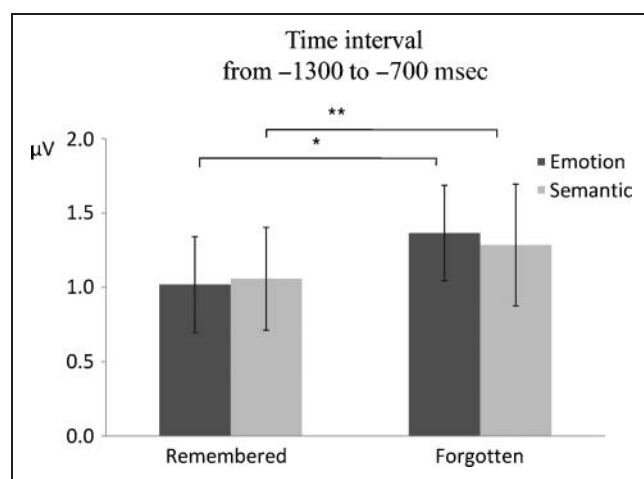 Time interval
from −1300 to −700 msec
μV
2.0
1.5
1.0
0.5
0.0
**
*
Emotion
Semantic
Remembered
Forgotten